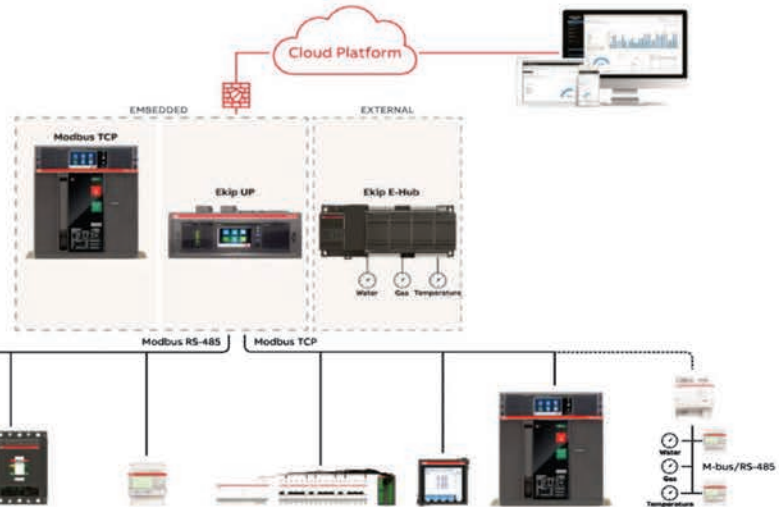 Cloud Platform
EMBEDDED
EXTERNAL
Modbus TCP
Ekip UP
Ekip E-Hub
Water
Gas
Temperature
Modbus RS-485
Modbus TCP
Water
Gas
Temperature
M-bus/RS-485